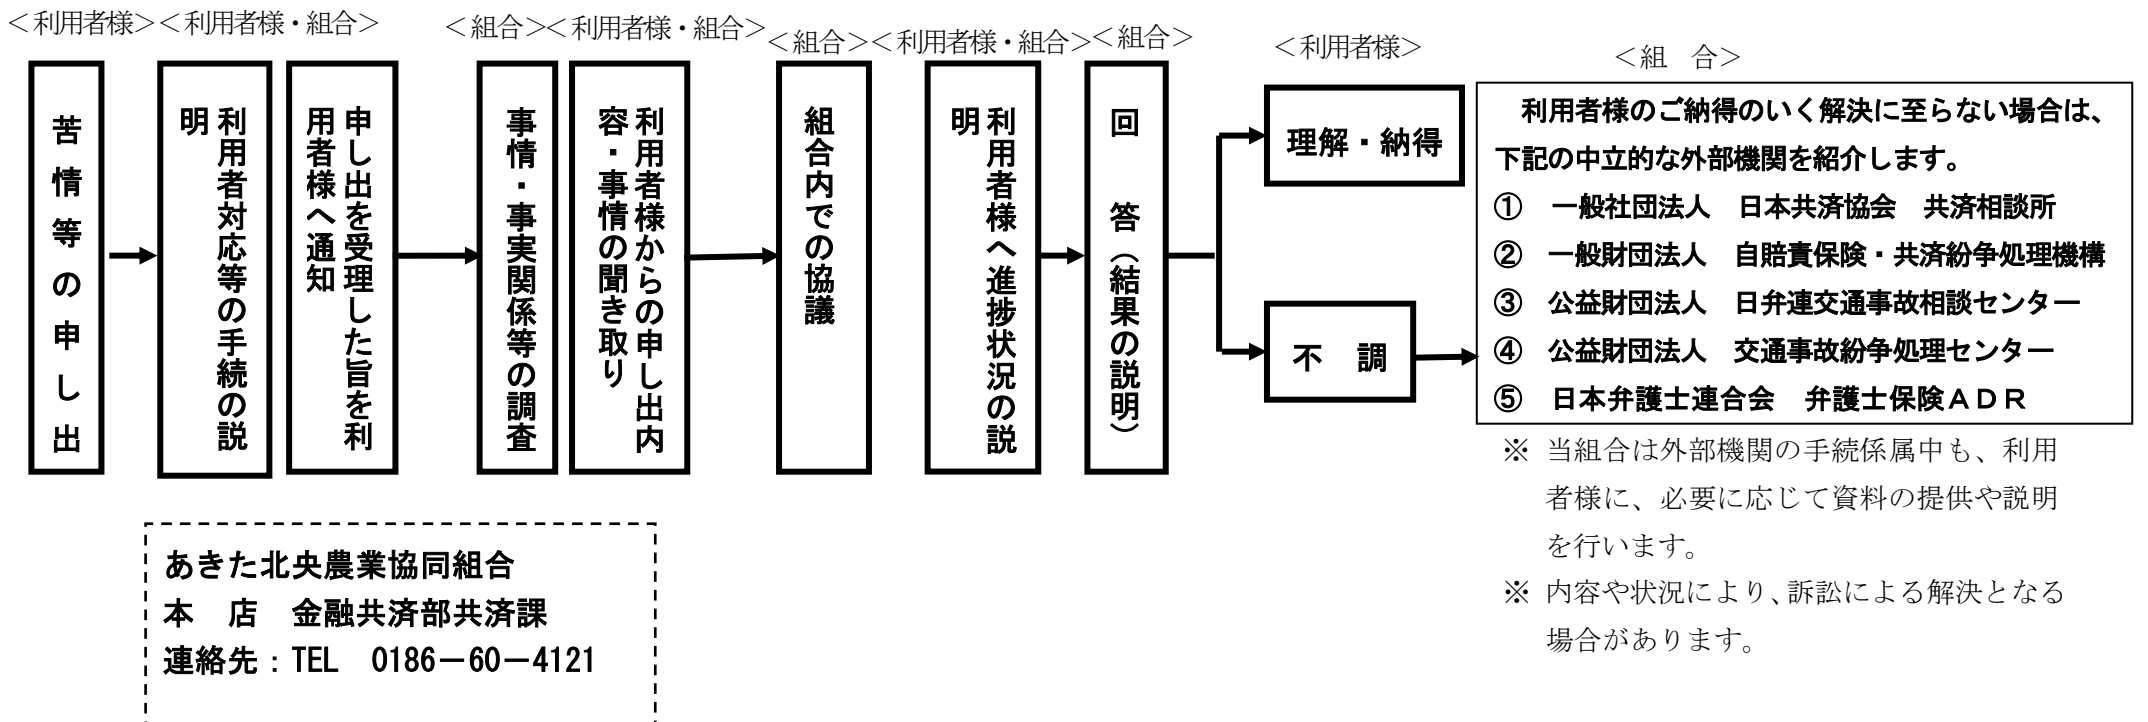 ＜利用者様＞＜利用者様・組合＞
＜組合＞＜利用者様・組合＞
＜組合＞＜利用者様・組合＞＜組合＞
＜利用者様＞
＜組　合＞
苦情等の申し出
利用者対応等の手続の説
明
申し出を受理した旨を利
用者様へ通知
事情・事実関係等の調査
利用者様からの申し出内
容・事情の聞き取り
組合内での協議
利用者様へ進捗状況の説
明
回　答（結果の説明）
理解・納得
不　調
利用者様のご納得のいく解決に至らない場合は、
下記の中立的な外部機関を紹介します。
①　一般社団法人　日本共済協会　共済相談所
②　一般財団法人　自賠責保険・共済紛争処理機構
③　公益財団法人　日弁連交通事故相談センター
④　公益財団法人　交通事故紛争処理センター
⑤　日本弁護士連合会　弁護士保険ＡＤＲ
※ 当組合は外部機関の手続係属中も、利用
者様に、必要に応じて資料の提供や説明
を行います。
※ 内容や状況により、訴訟による解決となる
場合があります。
あきた北央農業協同組合
本　店　金融共済部共済課
連絡先：TEL　0186－60－4121